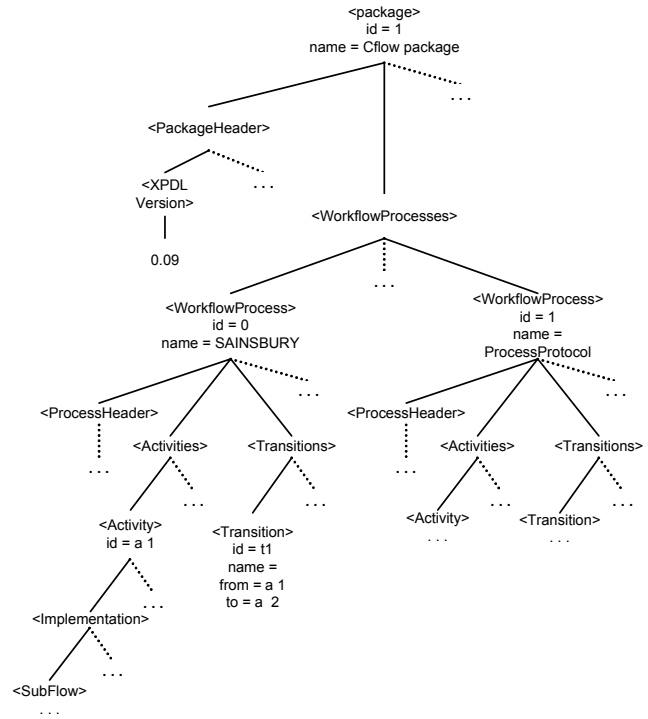 <package>
id = 1
name = Cflow package
. . .
<PackageHeader>
<XPDL
Version>
. . .
0.09
<WorkflowProcesses>
. . .
<WorkflowProcess>
id = 0
name = SAINSBURY
<WorkflowProcess>
id = 1
name =
ProcessProtocol
. . .
. . .
<ProcessHeader>
<Activities>
<Transitions>
<ProcessHeader>
<Activities>
<Transitions>
. . .
. . .
. . .
. . .
. . .
. . .
<Activity>
id = a 1
<Transition>
id = t1
name =
from = a 1
to = a 2
<Activity>
. . .
<Transition>
. . .
. . .
<Implementation>
. . .
<SubFlow>
. . .